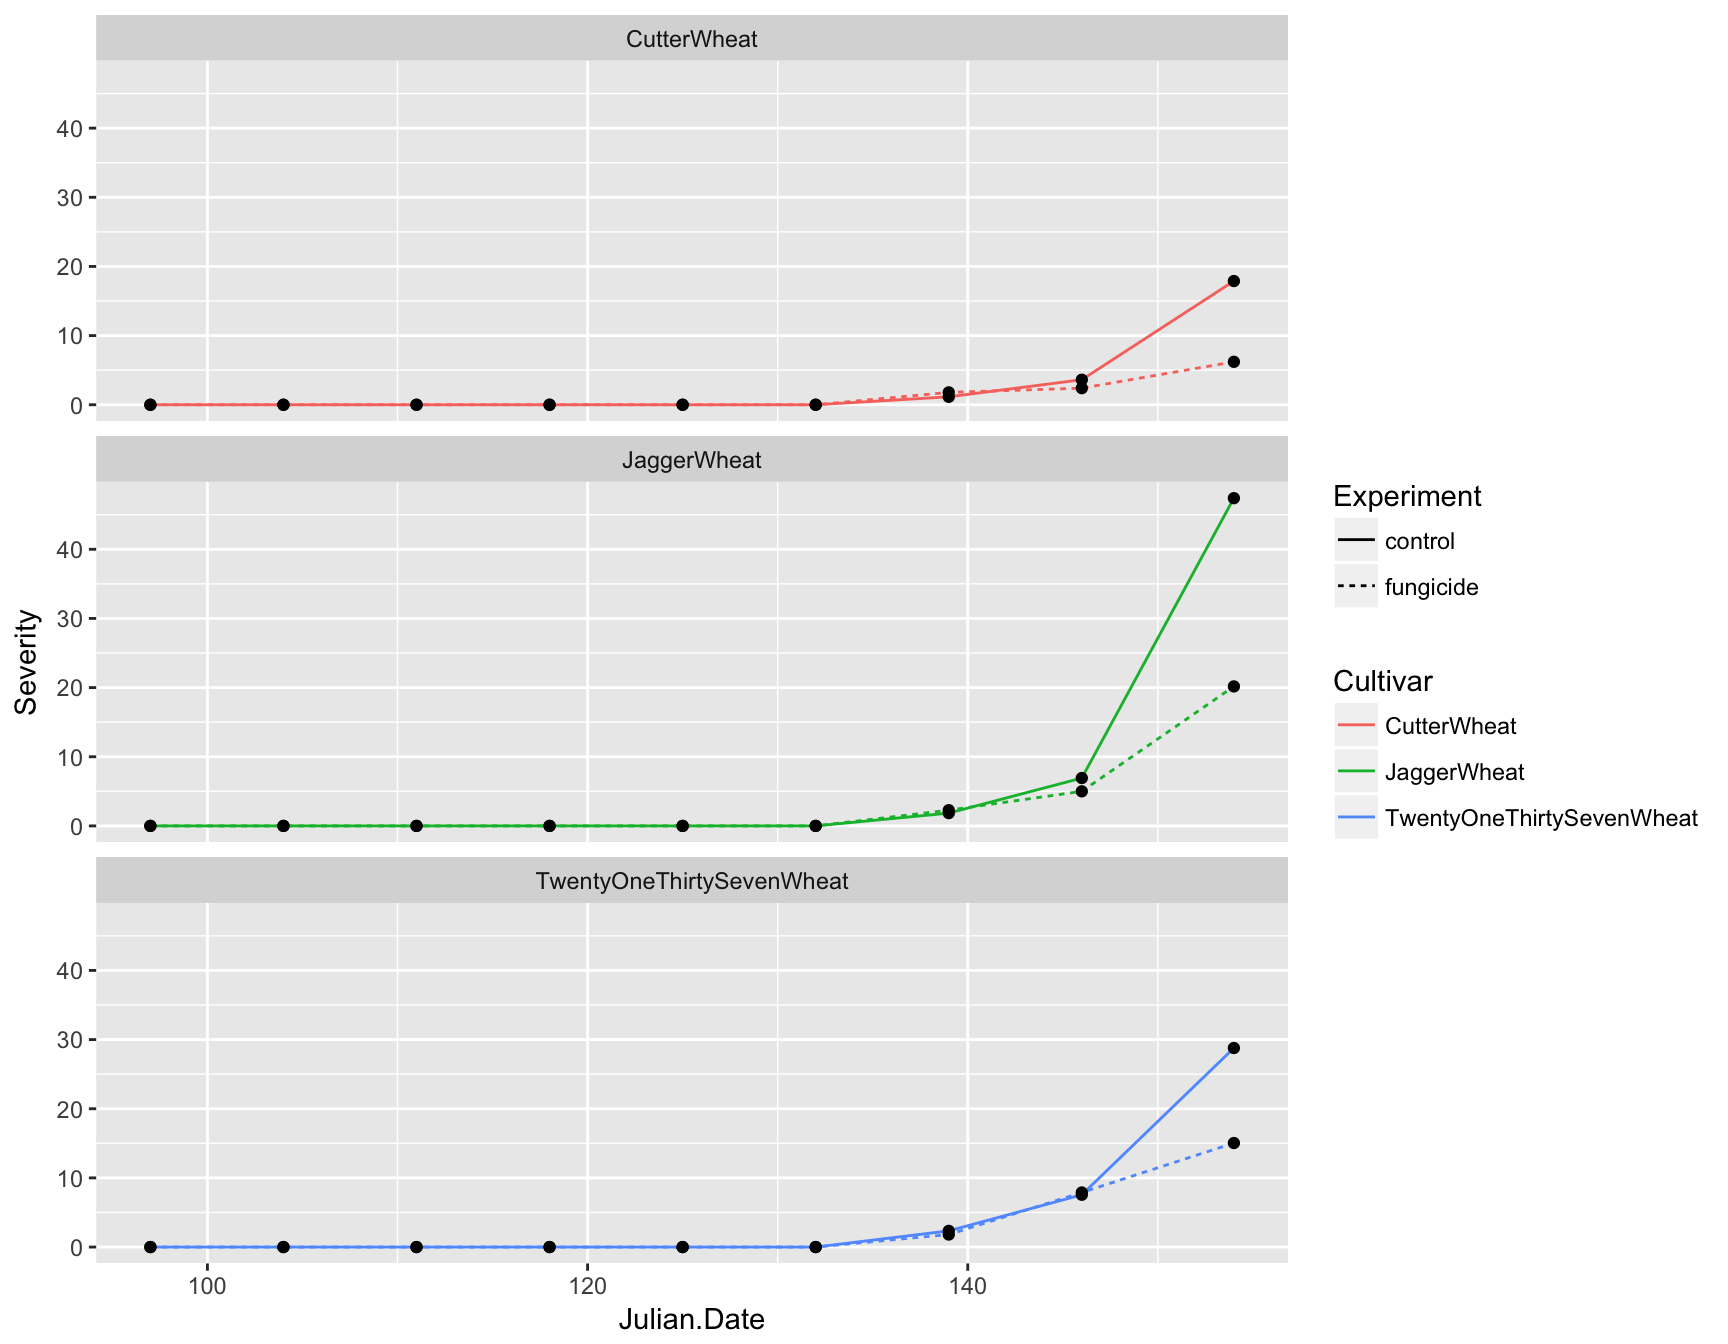 CutterWheat
40
30
20
10
0
JaggerWheat
40
30
20
10
0
TwentyOneThirtySevenWheat
40
30
20
10
0
100 120 140
Julian.Date
Severity
Experiment
control
fungicide
Cultivar
CutterWheat
JaggerWheat
TwentyOneThirtySevenWheat